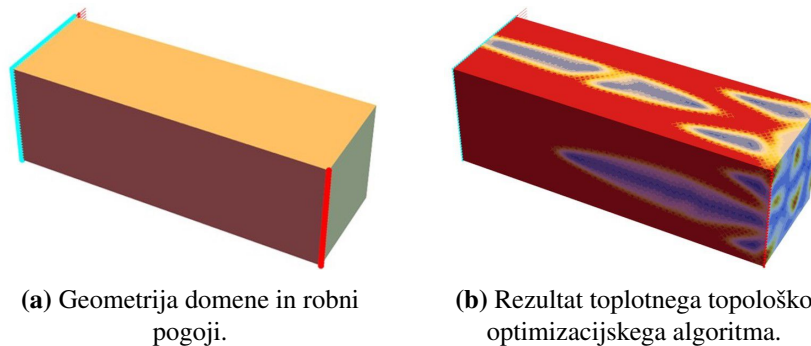 (a) Geometrija domene in robni
pogoji.
(b) Rezultat toplotnega topološko
optimizacijskega algoritma.